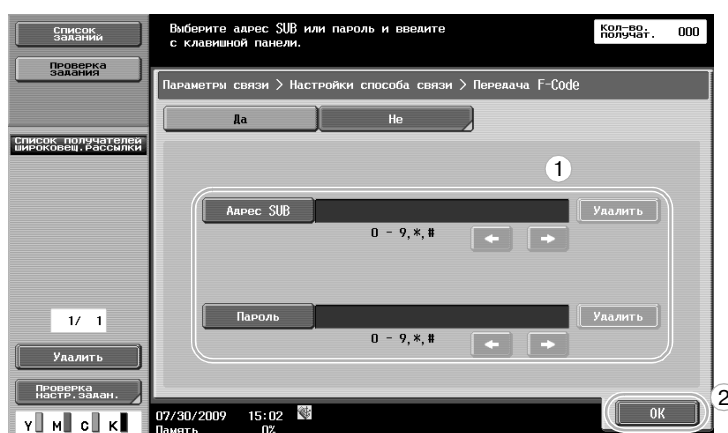 Список
заданий
Проверка
задания
Список получателей
широковещ.рассылки
1/ 1
Удалить
Проверка
настр.задан.
Y M C K
Выберите адрес SUB или пароль и введите
с клавишной панели.
Кол-во.
получат. 000
Параметры связи > Настройки способа связи > Передача F-Code
Да Не
1
Адрес SUB Удалить
0 - 9,*,#
Пароль Удалить
0 - 9,*,#
2
OK
07/30/2009 15:02
Память 0%